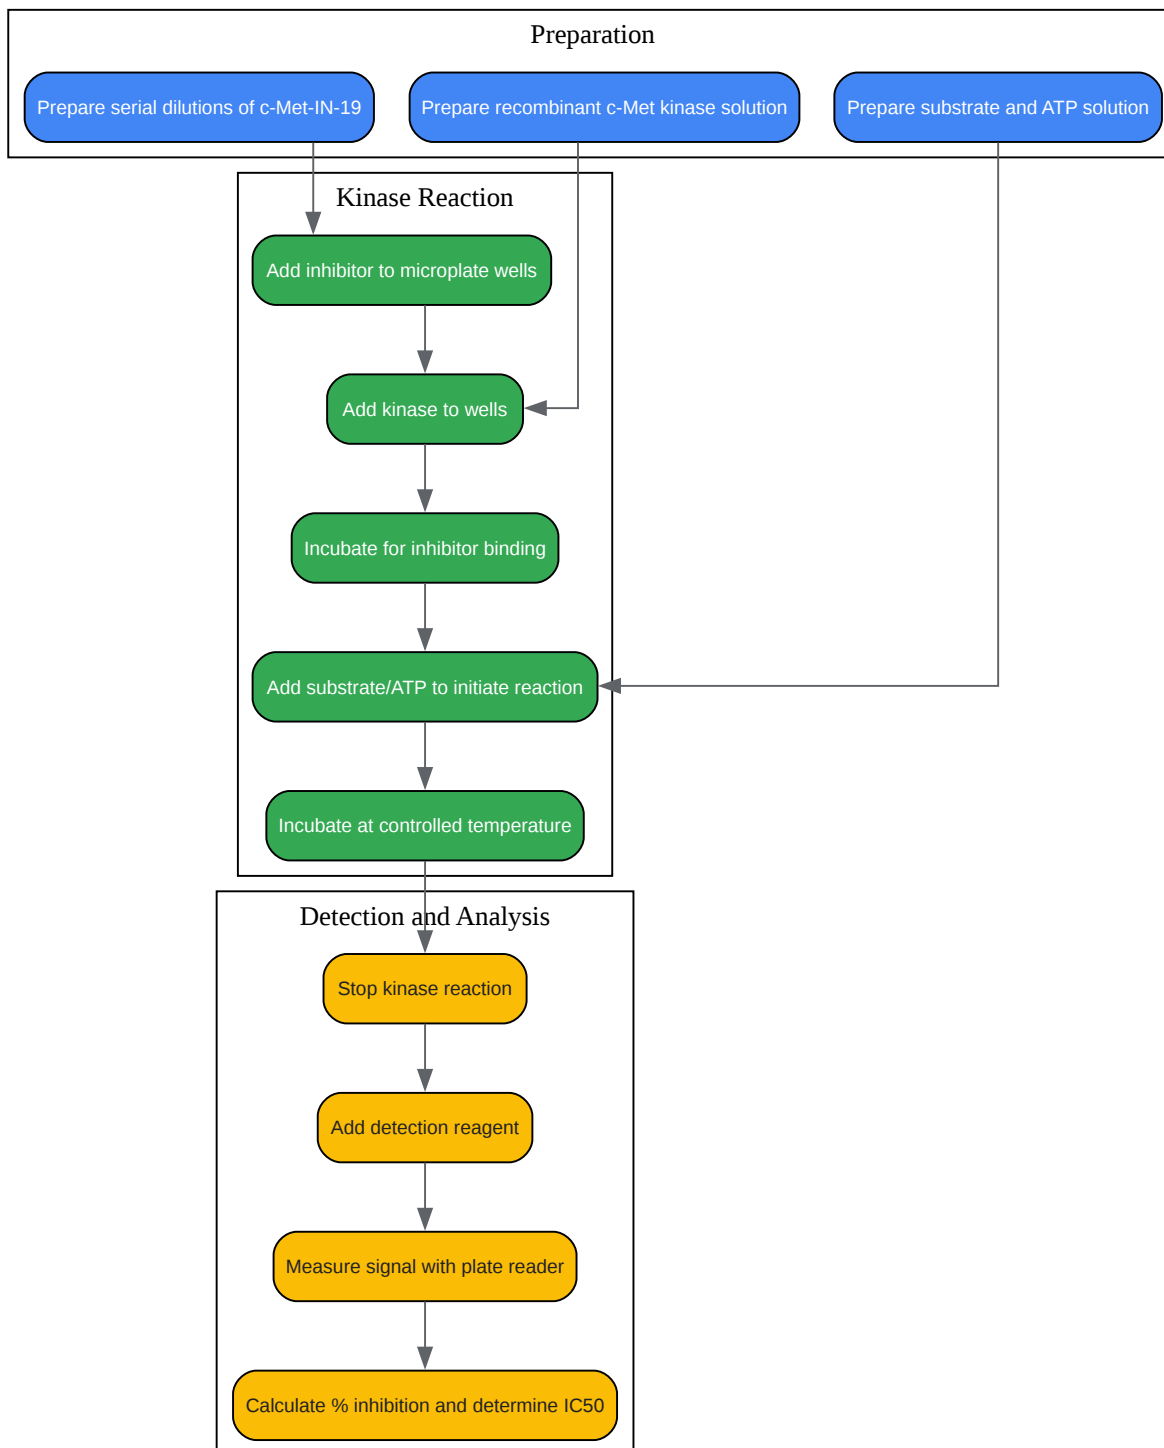 Preparation
Prepare serial dilutions of c-Met-IN-19
Prepare recombinant c-Met kinase solution
Prepare substrate and ATP solution
Kinase Reaction
Add inhibitor to microplate wells
Add kinase to wells
Incubate for inhibitor binding
Add substrate/ATP to initiate reaction
Incubate at controlled temperature
Detection and Analysis
Stop kinase reaction
Add detection reagent
Measure signal with plate reader
Calculate % inhibition and determine IC50